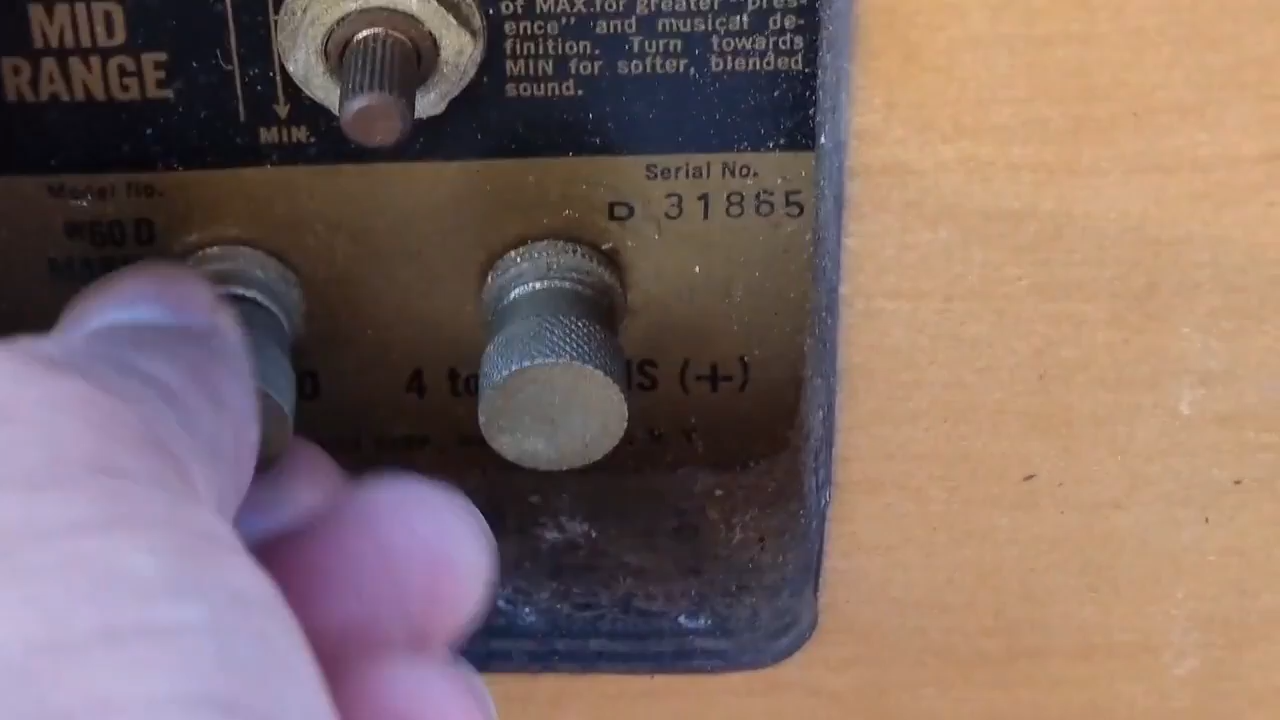 MID
RANGE
MIN.
of MAX.for greater "pres-
ence" and musical de-
finition. Turn towards
MIN for softer, blended
sound.
Model No.
W60D
Serial No.
D 31865
4 to
(+)